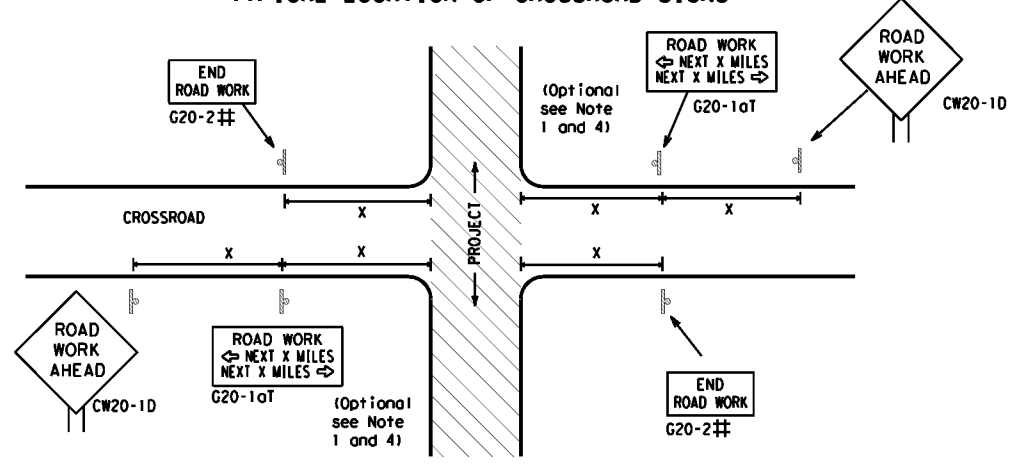 TYPICAL LOCATION OF CROSSROAD SIGNS
END
ROAD WORK
G20-2#
(Optional
see Note
1 and 4)
ROAD WORK
⇦ NEXT X MILES
NEXT X MILES ⇨
G20-1aT
ROAD
WORK
AHEAD
CW20-1D
CROSSROAD
X
X
X
X
X
X
PROJECT
ROAD
WORK
AHEAD
CW20-1D
ROAD WORK
⇦ NEXT X MILES
NEXT X MILES ⇨
G20-1aT
(Optional
see Note
1 and 4)
END
ROAD WORK
G20-2#